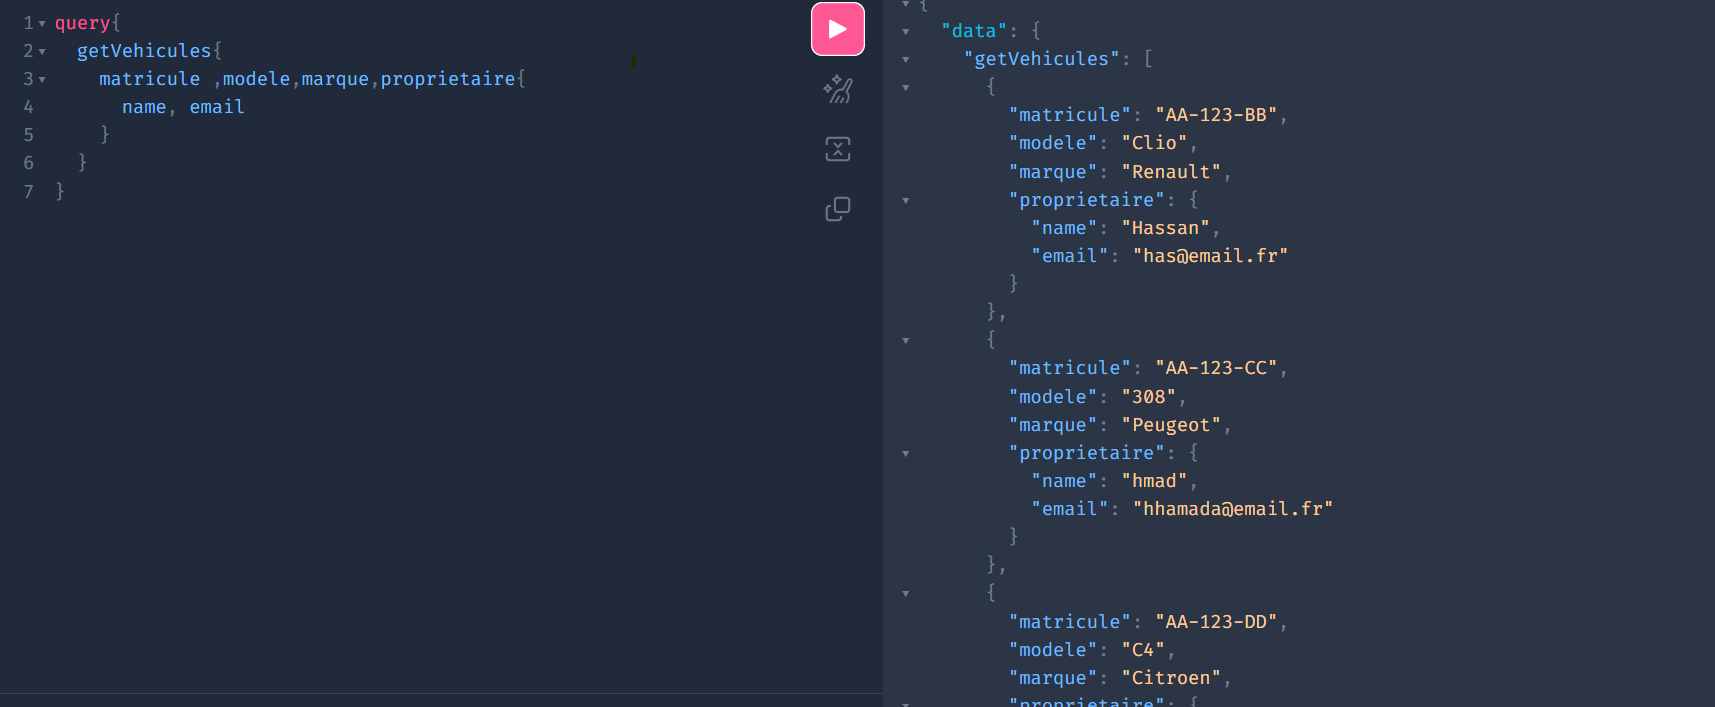 1 query{
2 getVehicules{
3 matricule ,modele,marque,proprietaire{
4 name, email
5 }
6 }
7 }
{
"data": {
"getVehicules": [
{
"matricule": "AA-123-BB",
"modele": "Clio",
"marque": "Renault",
"proprietaire": {
"name": "Hassan",
"email": "has@email.fr"
}
},
{
"matricule": "AA-123-CC",
"modele": "308",
"marque": "Peugeot",
"proprietaire": {
"name": "hmad",
"email": "hhamada@email.fr"
}
},
{
"matricule": "AA-123-DD",
"modele": "C4",
"marque": "Citroen",
"proprietaire": {